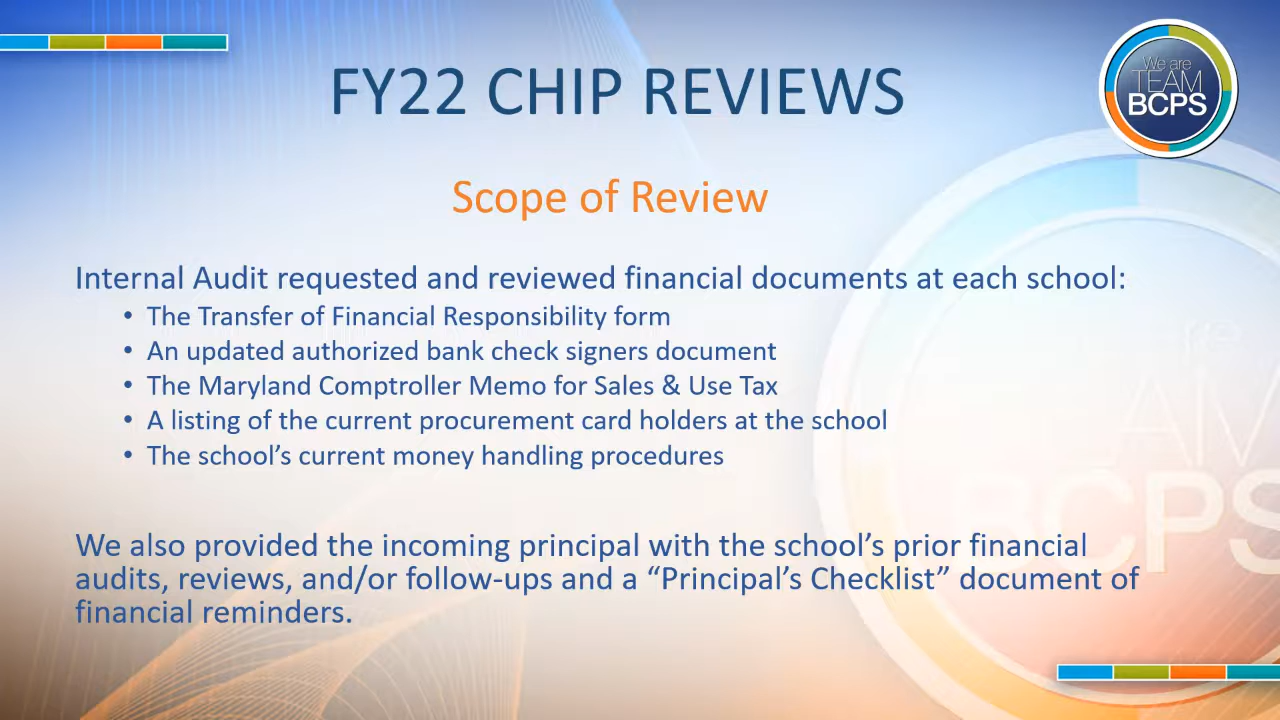 We are
TEAM
BCPS
FY22 CHIP REVIEWS
Scope of Review
Internal Audit requested and reviewed financial documents at each school:
• The Transfer of Financial Responsibility form
• An updated authorized bank check signers document
• The Maryland Comptroller Memo for Sales & Use Tax
• A listing of the current procurement card holders at the school
• The school’s current money handling procedures
We also provided the incoming principal with the school’s prior financial
audits, reviews, and/or follow-ups and a “Principal’s Checklist” document of
financial reminders.